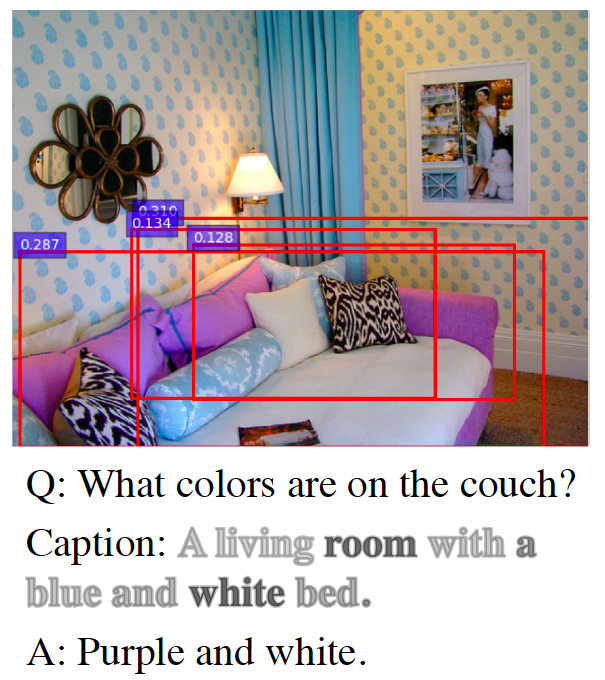 0.310
0.134
0.128
0.287
Q: What colors are on the couch?
Caption: A living room with a
blue and white bed.
A: Purple and white.